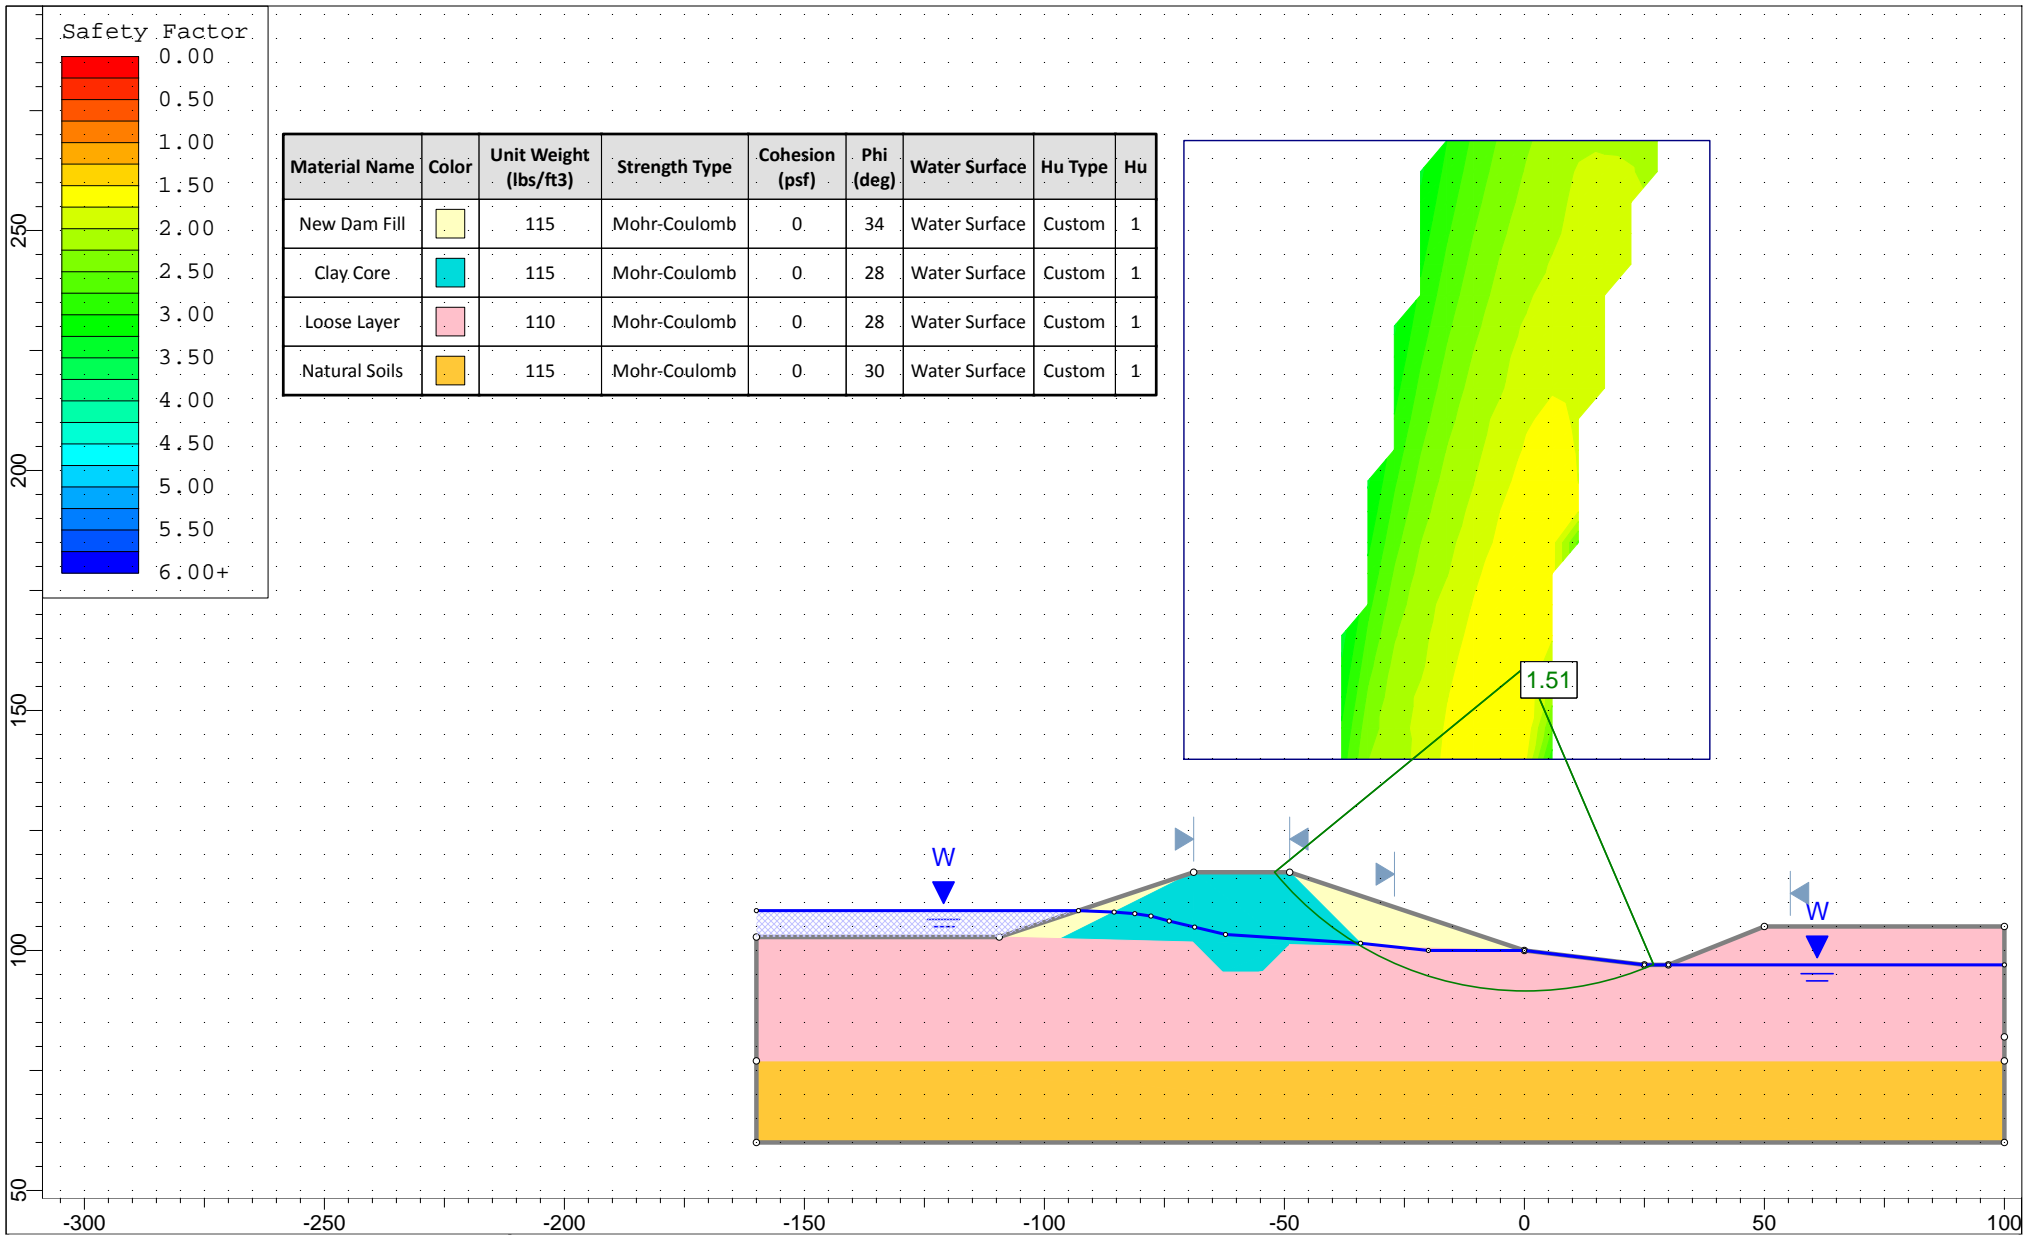 Safety Factor
0.00
0.50
1.00
1.50
2.00
2.50
3.00
3.50
4.00
4.50
5.00
5.50
6.00+
Material Name Color Unit Weight (lbs/ft3) Strength Type Cohesion (psf) Phi (deg) Water Surface Hu Type Hu
New Dam Fill 115 Mohr-Coulomb 0 34 Water Surface Custom 1
Clay Core 115 Mohr-Coulomb 0 28 Water Surface Custom 1
Loose Layer 110 Mohr-Coulomb 0 28 Water Surface Custom 1
Natural Soils 115 Mohr-Coulomb 0 30 Water Surface Custom 1
1.51
W
W
250
200
150
100
50
-300 -250 -200 -150 -100 -50 0 50 100